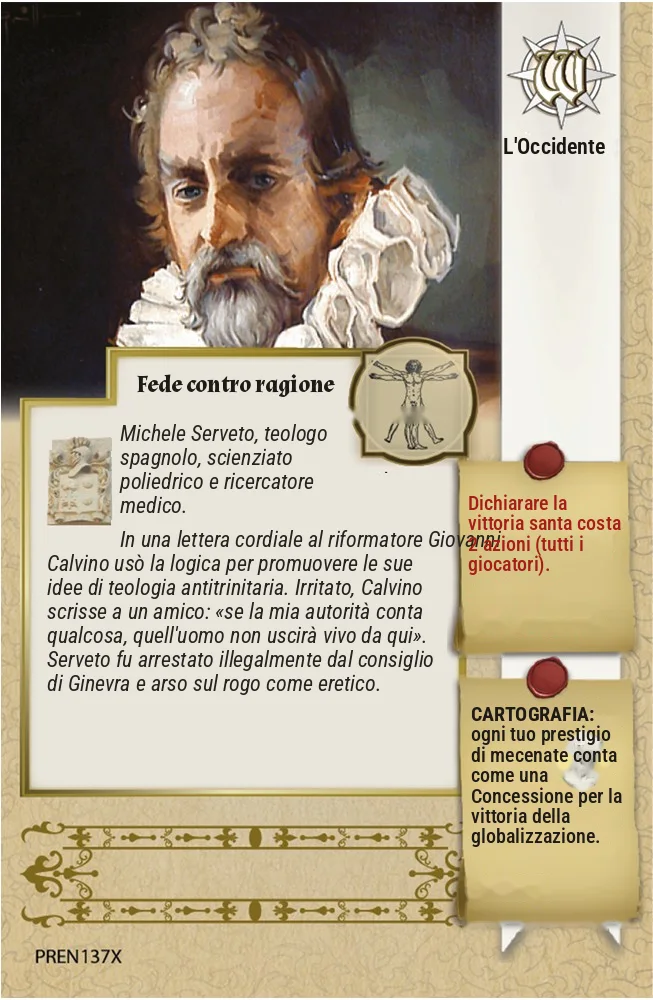 L'Occidente
Fede contro ragione
Michele Serveto, teologo
spagnolo, scienziato
poliedrico e ricercatore
medico.
In una lettera cordiale al riformatore Giovanni
Calvino usò la logica per promuovere le sue
idee di teologia antitrinitaria. Irritato, Calvino
scrisse a un amico: «se la mia autorità conta
qualcosa, quell'uomo non uscirà vivo da qui».
Serveto fu arrestato illegalmente dal consiglio
di Ginevra e arso sul rogo come eretico.
Dichiarare la
vittoria santa costa
2 azioni (tutti i
giocatori).
CARTOGRAFIA:
ogni tuo prestigio
di mecenate conta
come una
Concessione per la
vittoria della
globalizzazione.
PREN137X